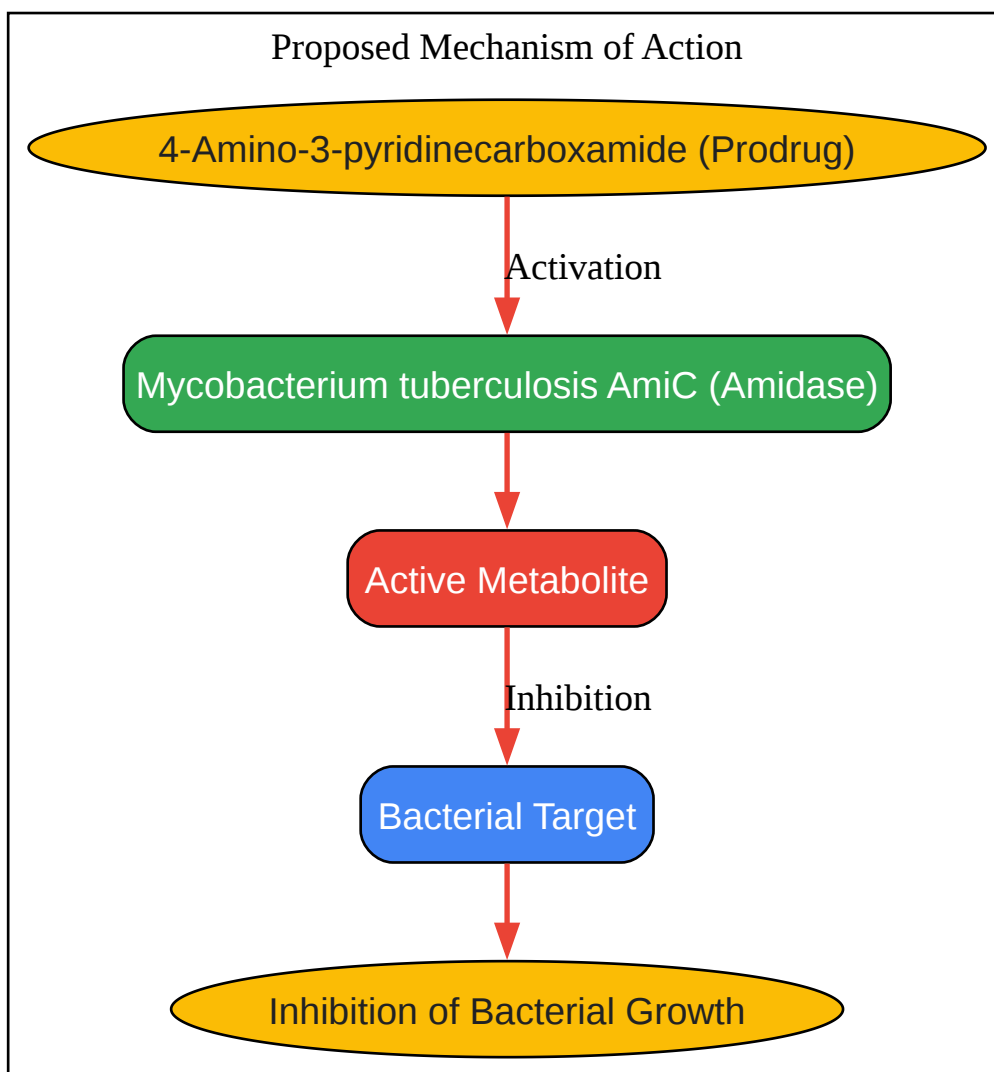 Proposed Mechanism of Action
4-Amino-3-pyridinecarboxamide (Prodrug)
Activation
Mycobacterium tuberculosis AmiC (Amidase)
Active Metabolite
Inhibition
Bacterial Target
Inhibition of Bacterial Growth